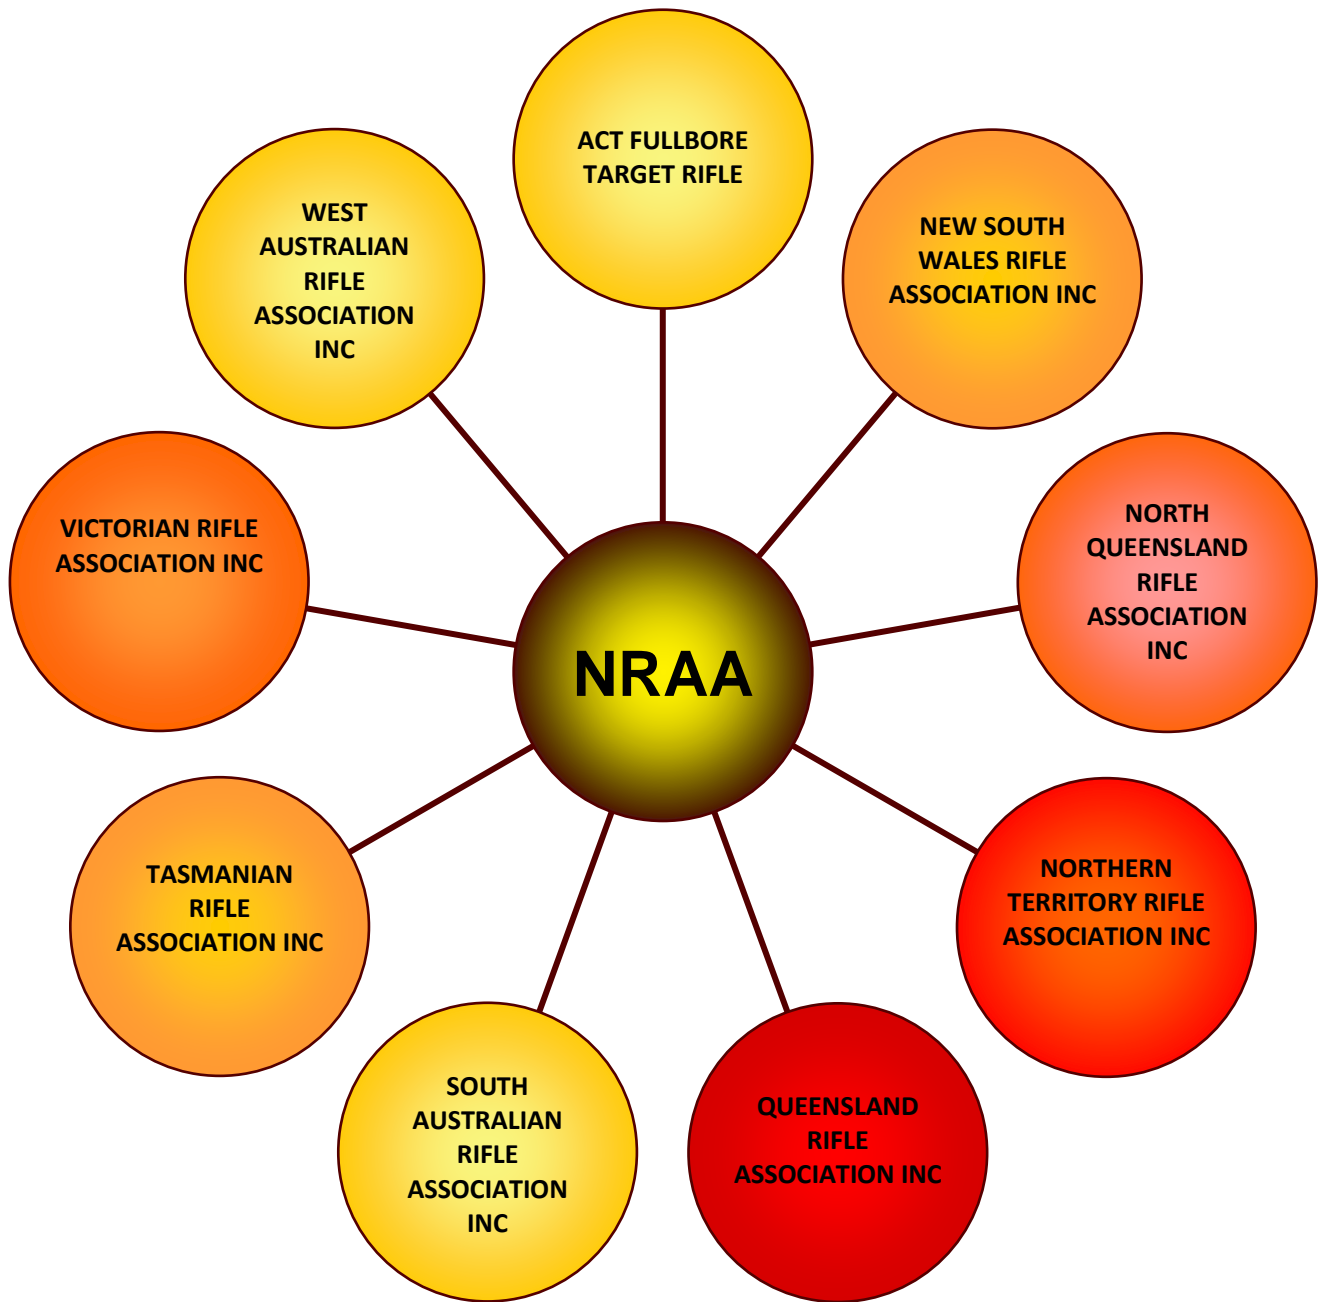 ACT FULLBORE
TARGET RIFLE
NEW SOUTH
WALES RIFLE
ASSOCIATION INC
NORTH
QUEENSLAND
RIFLE
ASSOCIATION
INC
NORTHERN
TERRITORY RIFLE
ASSOCIATION INC
QUEENSLAND
RIFLE
ASSOCIATION INC
SOUTH
AUSTRALIAN
RIFLE
ASSOCIATION
INC
TASMANIAN
RIFLE
ASSOCIATION INC
VICTORIAN RIFLE
ASSOCIATION INC
WEST
AUSTRALIAN
RIFLE
ASSOCIATION
INC
NRAA